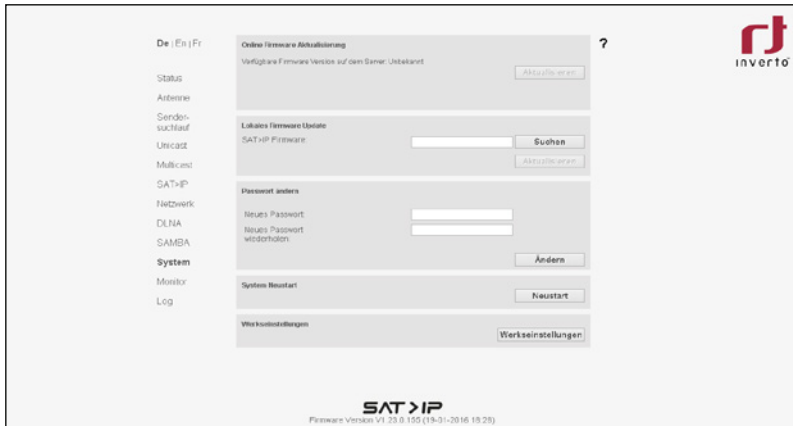 De | En | Fr
Status
Antenne
Sender-
suchlauf
Unicast
Multicast
SAT>IP
Netzwerk
DLNA
SAMBA
System
Monitor
Log
Online Firmware Aktualisierung
Verfügbare Firmware Version auf dem Server: Unbekannt
Aktualisieren
Lokales Firmware Update
SAT>IP Firmware:
Suchen
Aktualisieren
Passwort ändern
Neues Passwort:
Neues Passwort
wiederholen:
Ändern
System Neustart
Neustart
Werkseinstellungen
Werkseinstellungen
?
inverto
SAT>IP
Firmware Version V1.23.0.155 (19-01-2016 18:28)